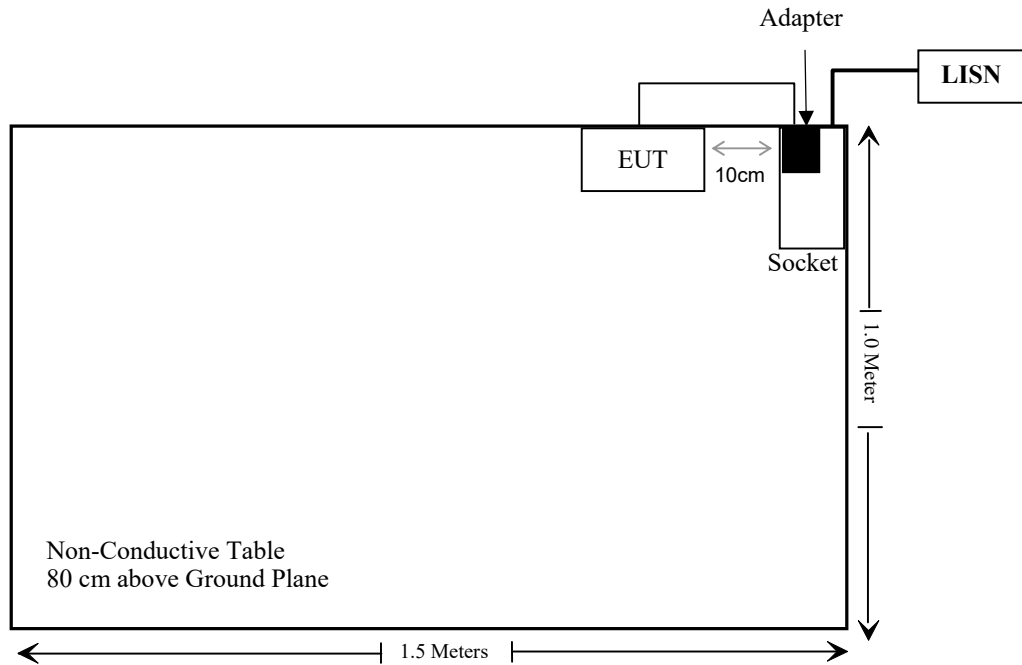 Adapter
LISN
EUT
10cm
Socket
1.0 Meter
Non-Conductive Table
80 cm above Ground Plane
1.5 Meters